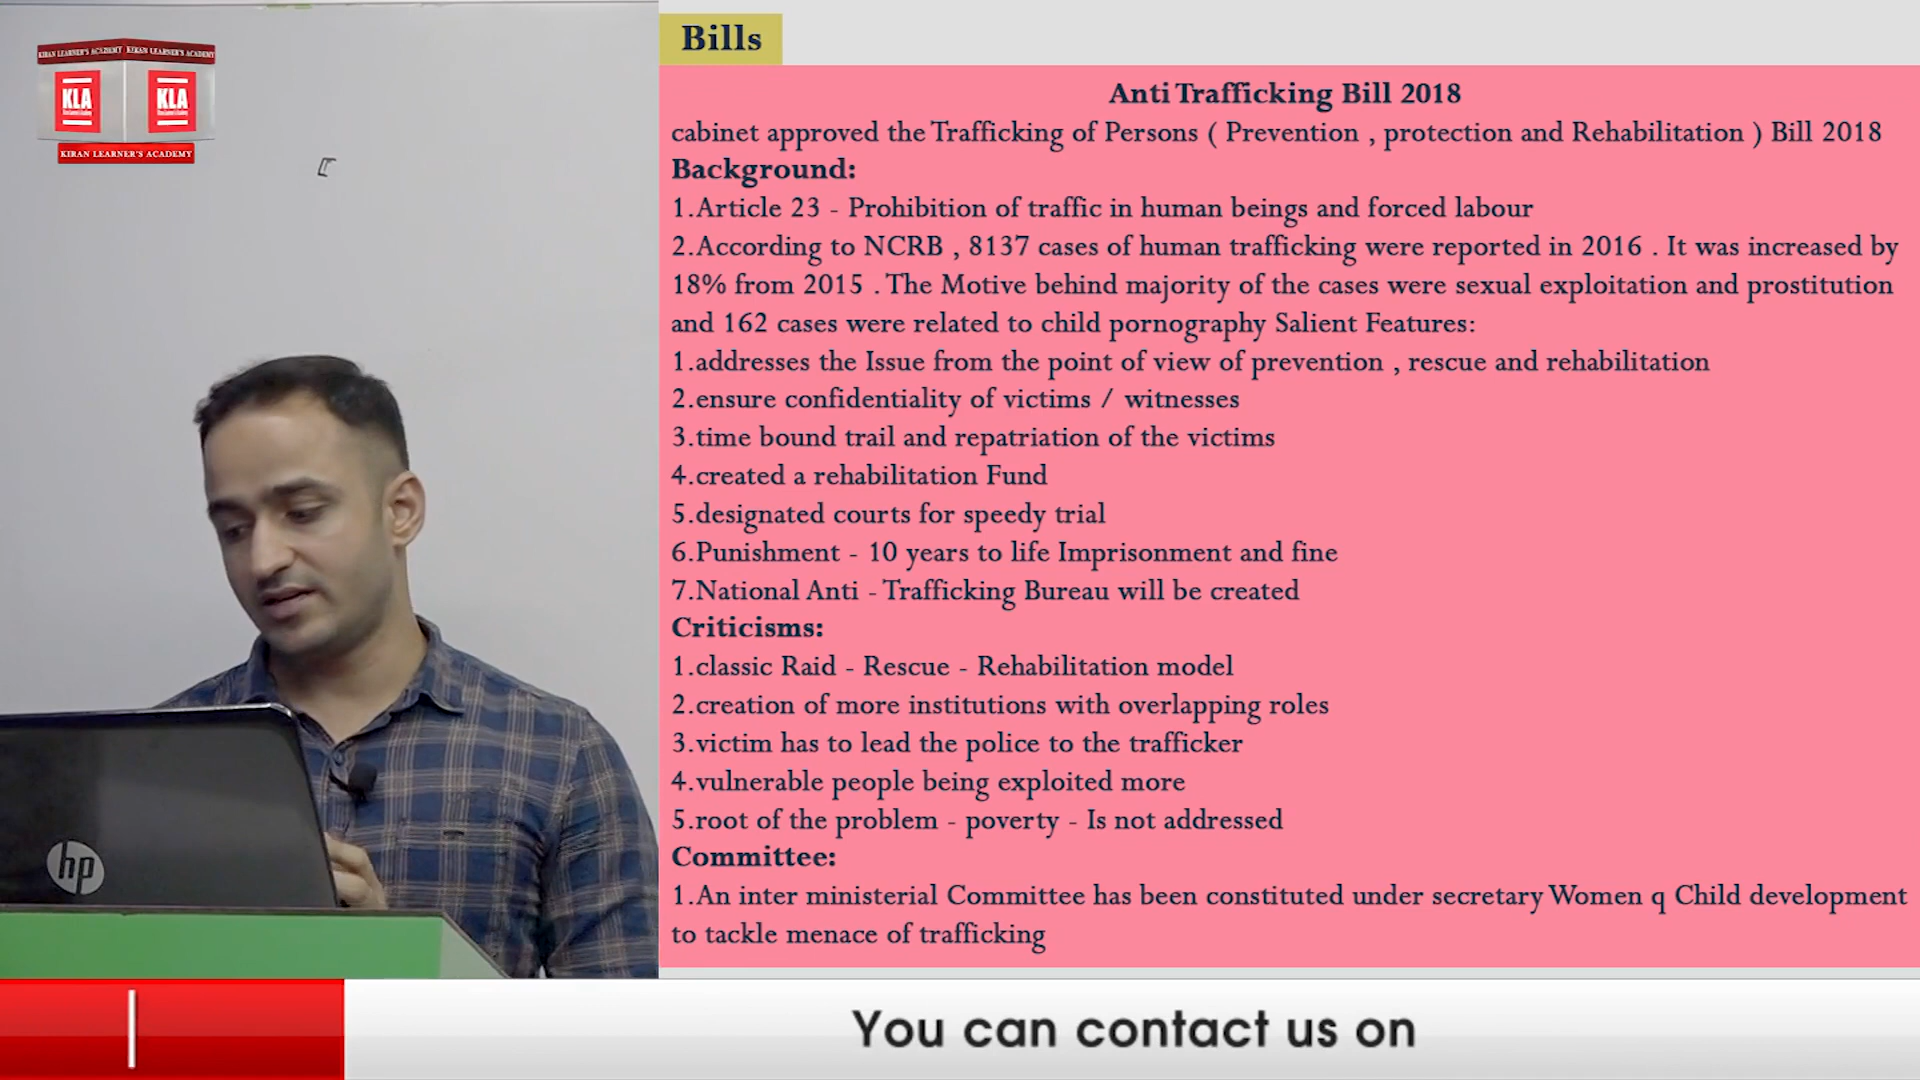 KIRAN LEARNER'S ACADEMY KIRAN LEARNER'S ACADEMY
KLA KLA
KIRAN LEARNER'S ACADEMY
Bills
Anti Trafficking Bill 2018
cabinet approved the Trafficking of Persons ( Prevention , protection and Rehabilitation ) Bill 2018
Background:
1.Article 23 - Prohibition of traffic in human beings and forced labour
2.According to NCRB , 8137 cases of human trafficking were reported in 2016 . It was increased by
18% from 2015 . The Motive behind majority of the cases were sexual exploitation and prostitution
and 162 cases were related to child pornography Salient Features:
1.addresses the Issue from the point of view of prevention , rescue and rehabilitation
2.ensure confidentiality of victims / witnesses
3.time bound trail and repatriation of the victims
4.created a rehabilitation Fund
5.designated courts for speedy trial
6.Punishment - 10 years to life Imprisonment and fine
7.National Anti - Trafficking Bureau will be created
Criticisms:
1.classic Raid - Rescue - Rehabilitation model
2.creation of more institutions with overlapping roles
3.victim has to lead the police to the trafficker
4.vulnerable people being exploited more
5.root of the problem - poverty - Is not addressed
Committee:
1.An inter ministerial Committee has been constituted under secretary Women q Child development
to tackle menace of trafficking
hp
You can contact us on